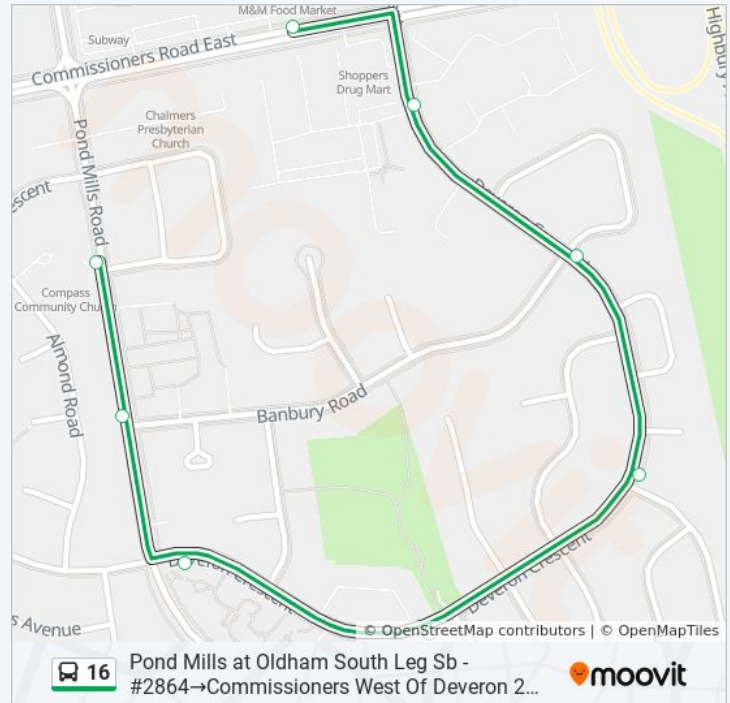 M&M Food Market
Subway
Commissioners Road East
Highbury
Shoppers
Drug Mart
Chalmers
Presbyterian
Church
Pond Mills Road
escent
Compass
Community Church
Almond Road
Banbury Road
Deveron Crescent
Deveron Crescent
s Avenue
© OpenStreetMap contributors | © OpenMapTiles
16
Pond Mills at Oldham South Leg Sb -
#2864→Commissioners West Of Deveron 2…
moovit